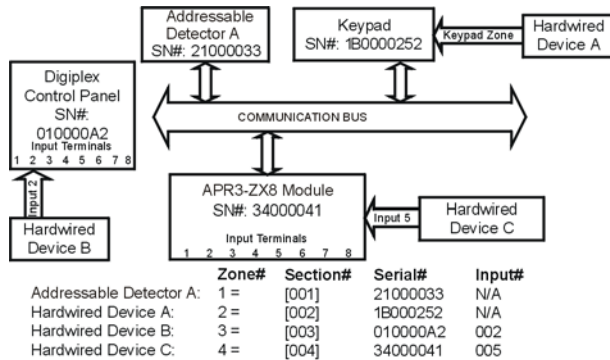 Addressable
Detector A
SN#: 21000033
Keypad
SN#: 1B0000252
Keypad Zone
Hardwired
Device A
Digiplex
Control Panel
SN#:
010000A2
Input Terminals
1 2 3 4 5 6 7 8
COMMUNICATION BUS
Input 2
Hardwired
Device B
APR3-ZX8 Module
SN#: 34000041
Input Terminals
1 2 3 4 5 6 7 8
Input 5
Hardwired
Device C
Zone# Section# Serial# Input#
Addressable Detector A: 1 = [001] 21000033 N/A
Hardwired Device A: 2 = [002] 1B000252 N/A
Hardwired Device B: 3 = [003] 010000A2 002
Hardwired Device C: 4 = [004] 34000041 005